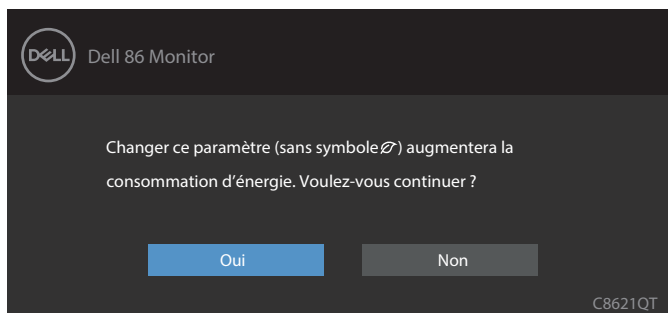 DELL
Dell 86 Monitor
Changer ce paramètre (sans symbole) augmentera la
consommation d'énergie. Voulez-vous continuer ?
Oui
Non
C8621QT